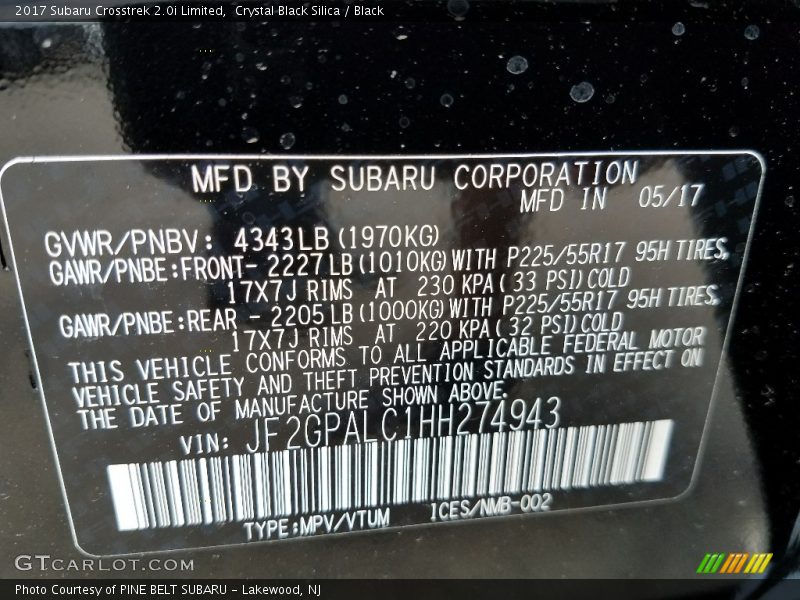 2017 Subaru Crosstrek 2.0i Limited, Crystal Black Silica / Black
MFD BY SUBARU CORPORATION
MFD IN 05/17
GVWR/PNBV: 4343LB (1970KG)
GAWR/PNBE:FRONT- 2227LB (1010KG) WITH P225/55R17 95H TIRES,
17X7J RIMS AT 230 KPA ( 33 PSI) COLD
GAWR/PNBE:REAR - 2205LB (1000KG) WITH P225/55R17 95H TIRES,
17X7J RIMS AT 220 KPA ( 32 PSI) COLD
THIS VEHICLE CONFORMS TO ALL APPLICABLE FEDERAL MOTOR
VEHICLE SAFETY AND THEFT PREVENTION STANDARDS IN EFFECT ON
THE DATE OF MANUFACTURE SHOWN ABOVE.
VIN: JF2GPALC1HH274943
TYPE:MPV/VTUM ICES/NMB-002
GTCARLOT.COM
Photo Courtesy of PINE BELT SUBARU - Lakewood, NJ